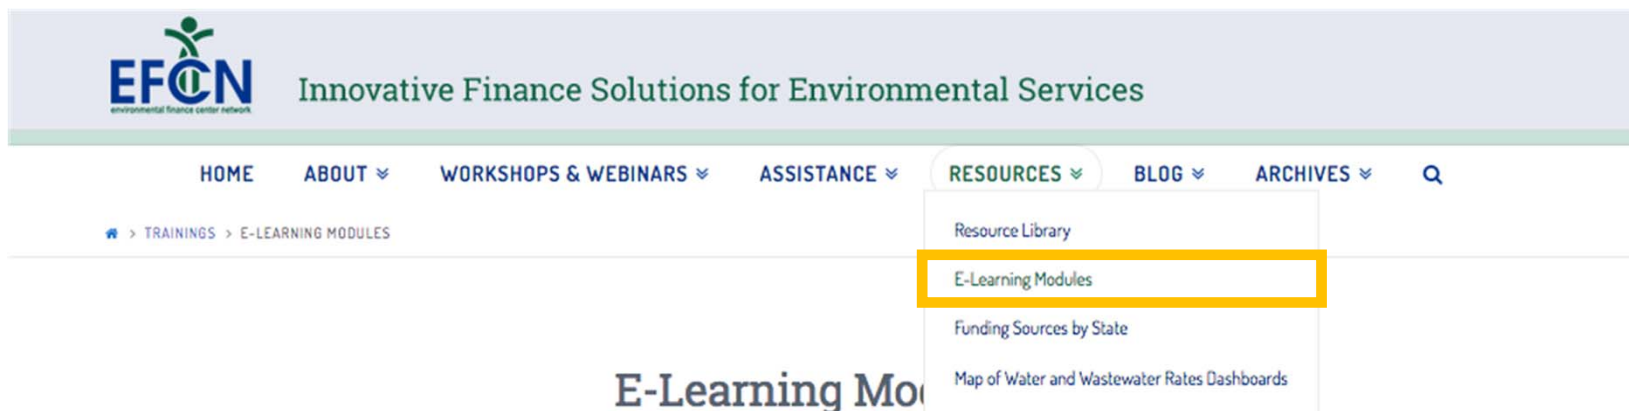 EFCN
environmental finance center network
Innovative Finance Solutions for Environmental Services
HOME ABOUT WORKSHOPS & WEBINARS ASSISTANCE RESOURCES BLOG ARCHIVES
> TRAININGS > E-LEARNING MODULES
Resource Library
E-Learning Modules
Funding Sources by State
Map of Water and Wastewater Rates Dashboards
E-Learning Mo